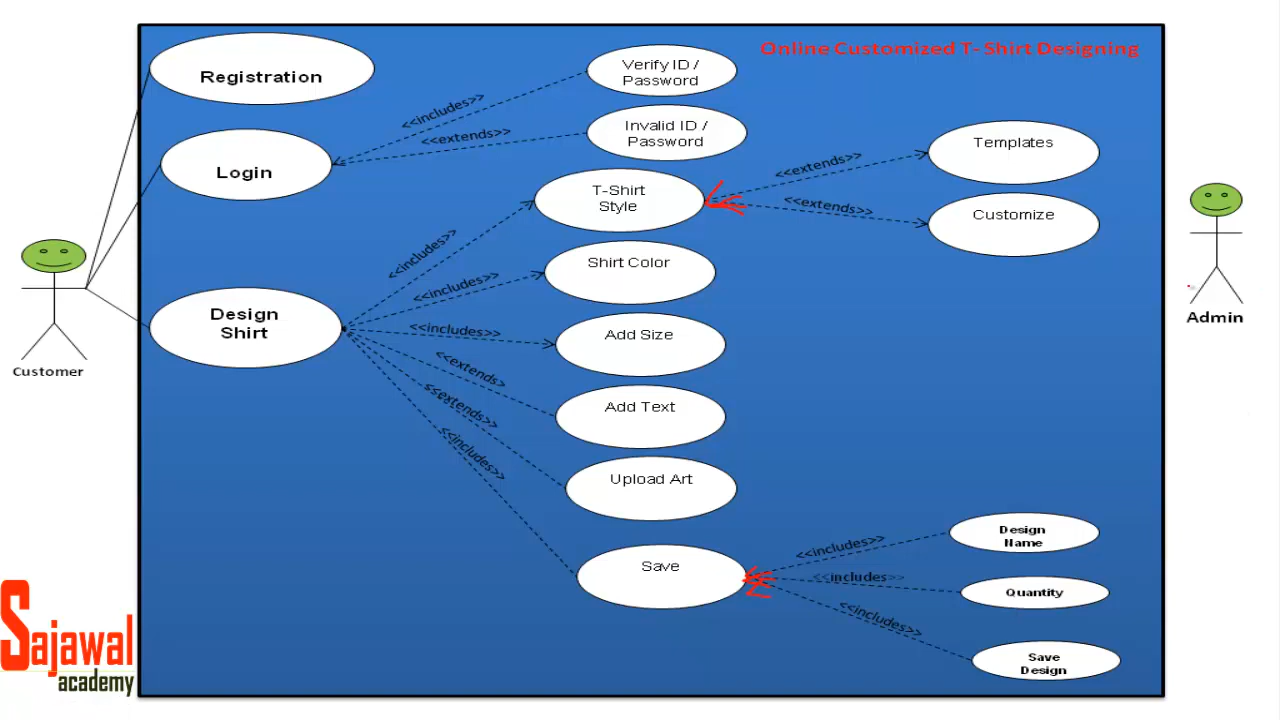 Online Customized T- Shirt Designing
Registration
Verify ID /
Password
<<includes>>
Invalid ID /
Password
<<extends>>
Login
T-Shirt
Style
<<extends>>
Templates
<<extends>>
Customize
<<includes>>
Shirt Color
<<includes>>
Design
Shirt
<<includes>>
Add Size
<<extends>
Add Text
<<extends>>
Upload Art
<<includes>>
Save
<<includes>>
Design
Name
<<includes>>
Quantity
<<includes>>
Save
Design
Customer
Admin
Sajawal
academy